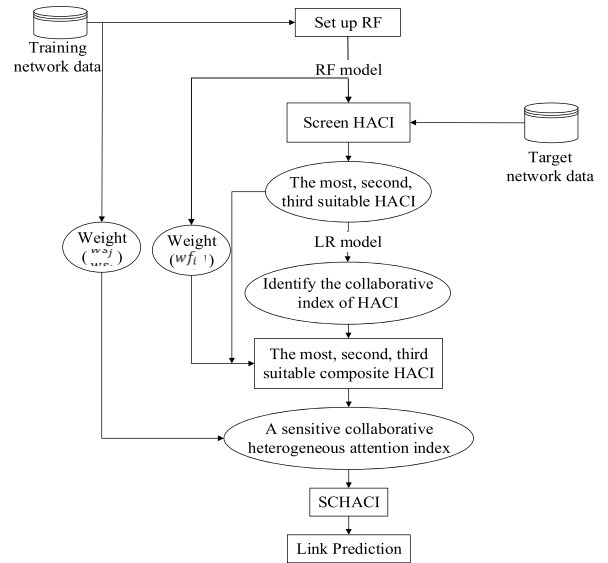 Set up RF
Training
network data
RF model
Screen HACI
Target
network data
The most, second,
third suitable HACI
LR model
Weight
Weight
Identify the collaborative
index of HACI
The most, second, third
suitable composite HACI
A sensitive collaborative
heterogeneous attention index
SCHACI
Link Prediction